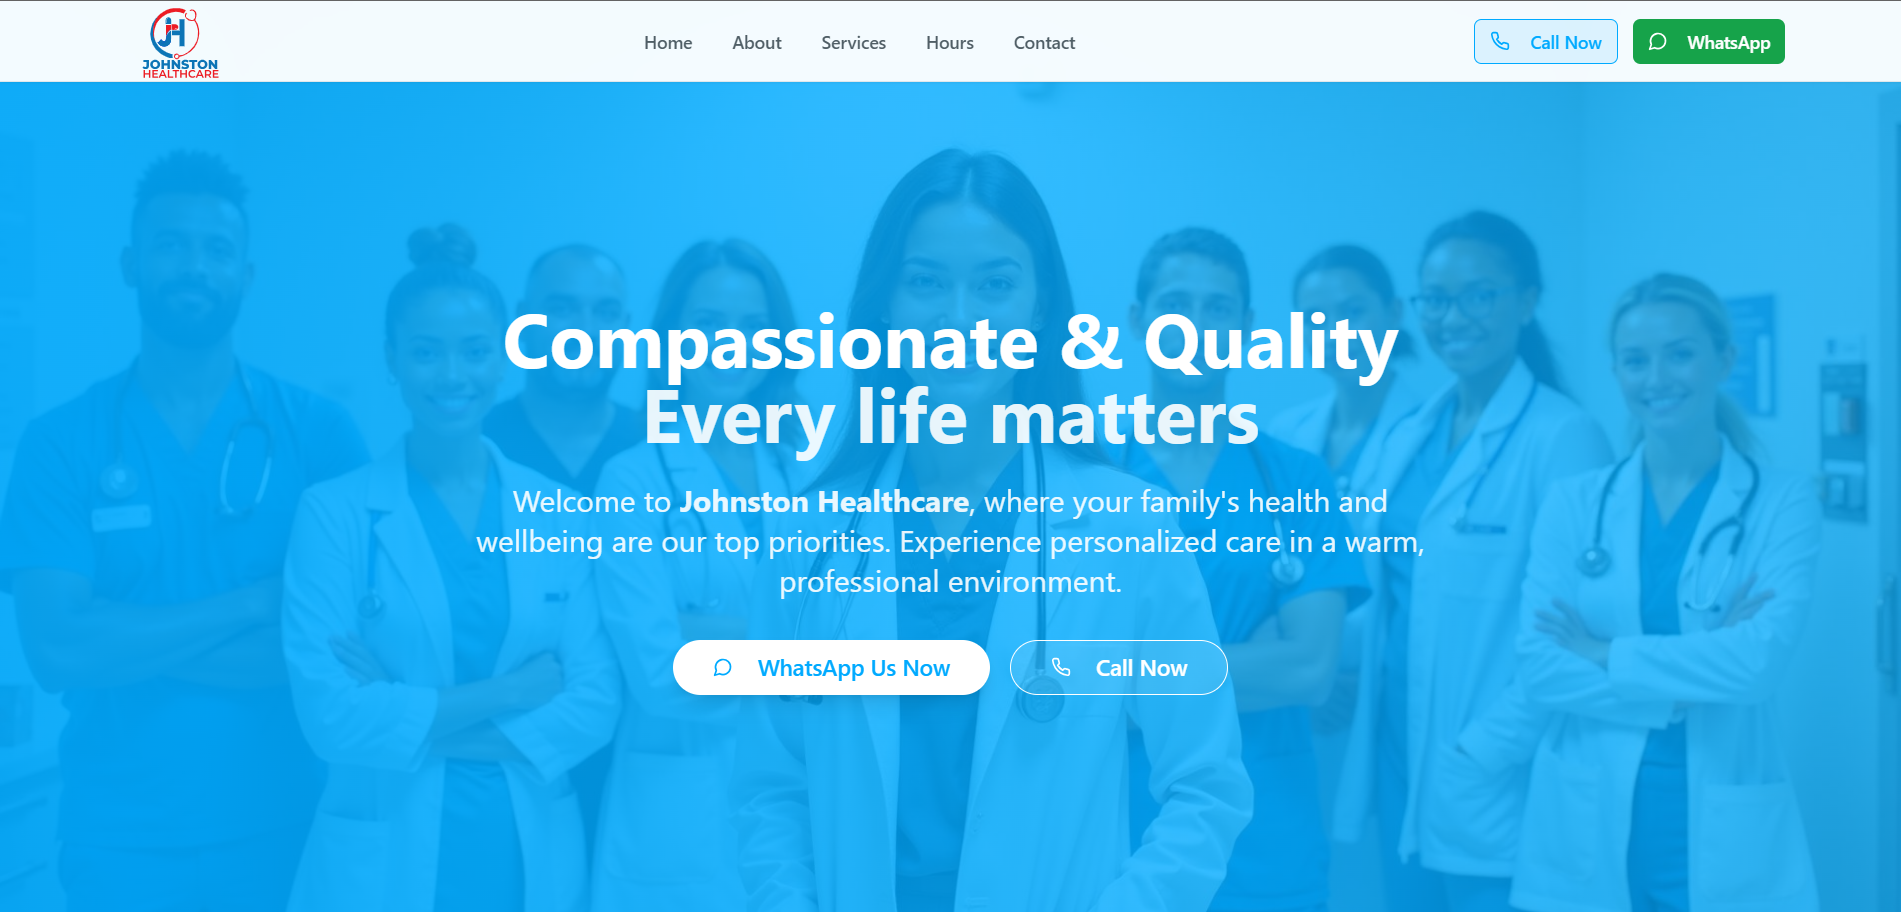 JH
JOHNSTON
HEALTHCARE
Home
About
Services
Hours
Contact
Call Now
WhatsApp
Compassionate & Quality
Every life matters
Welcome to Johnston Healthcare, where your family's health and
wellbeing are our top priorities. Experience personalized care in a warm,
professional environment.
WhatsApp Us Now
Call Now